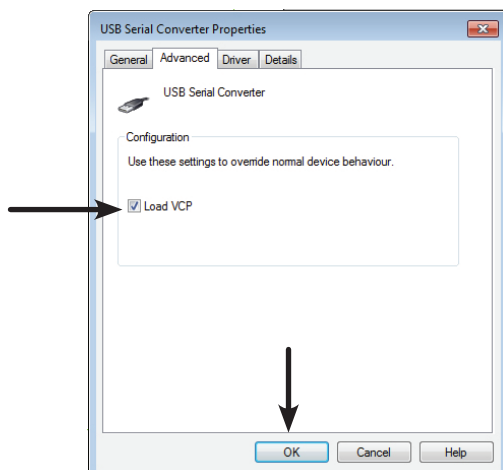 USB Serial Converter Properties
General Advanced Driver Details
USB Serial Converter
Configuration
Use these settings to override normal device behaviour.
Load VCP
OK Cancel Help